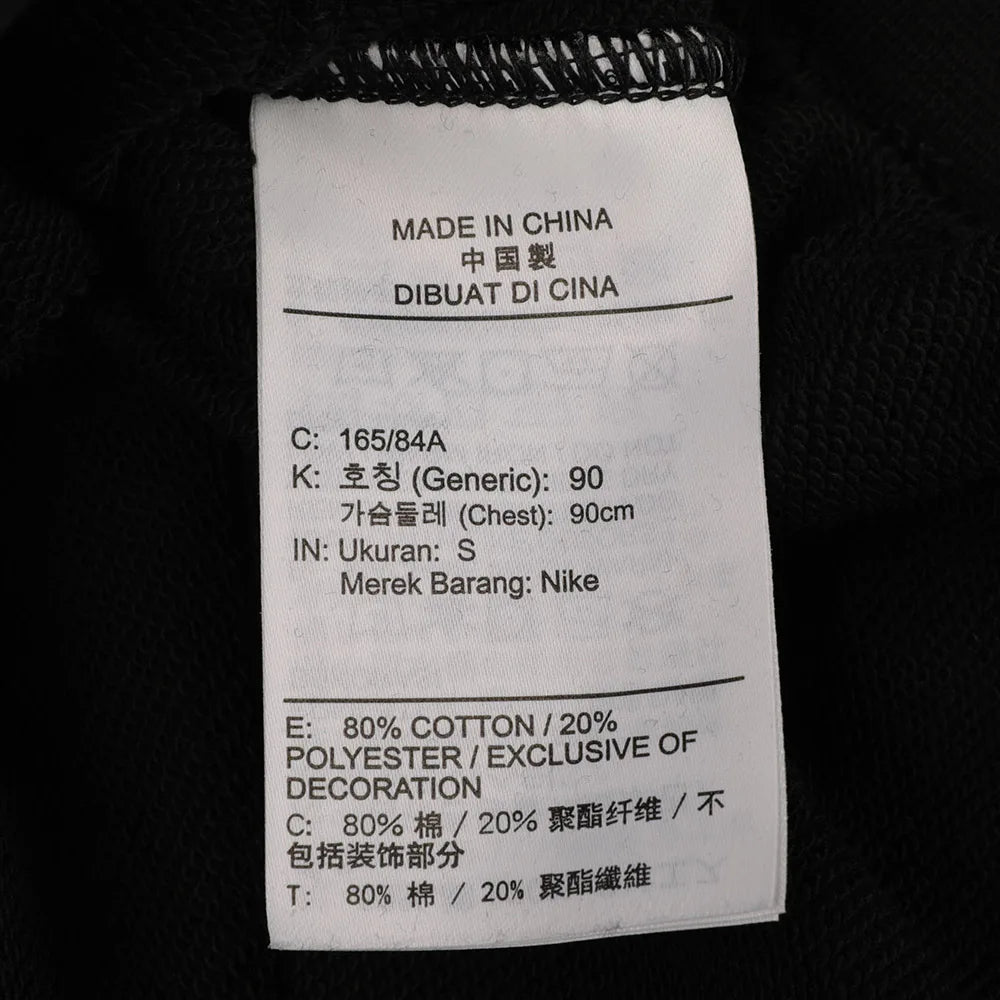 MADE IN CHINA
中国製
DIBUAT DI CINA
C: 165/84A
K: 호칭 (Generic): 90
가슴둘레 (Chest): 90cm
IN: Ukuran: S
Merek Barang: Nike
E: 80% COTTON / 20%
POLYESTER / EXCLUSIVE OF
DECORATION
C: 80% 棉 / 20% 聚酯纤维 / 不
包括装饰部分
T: 80% 棉 / 20% 聚酯纖維